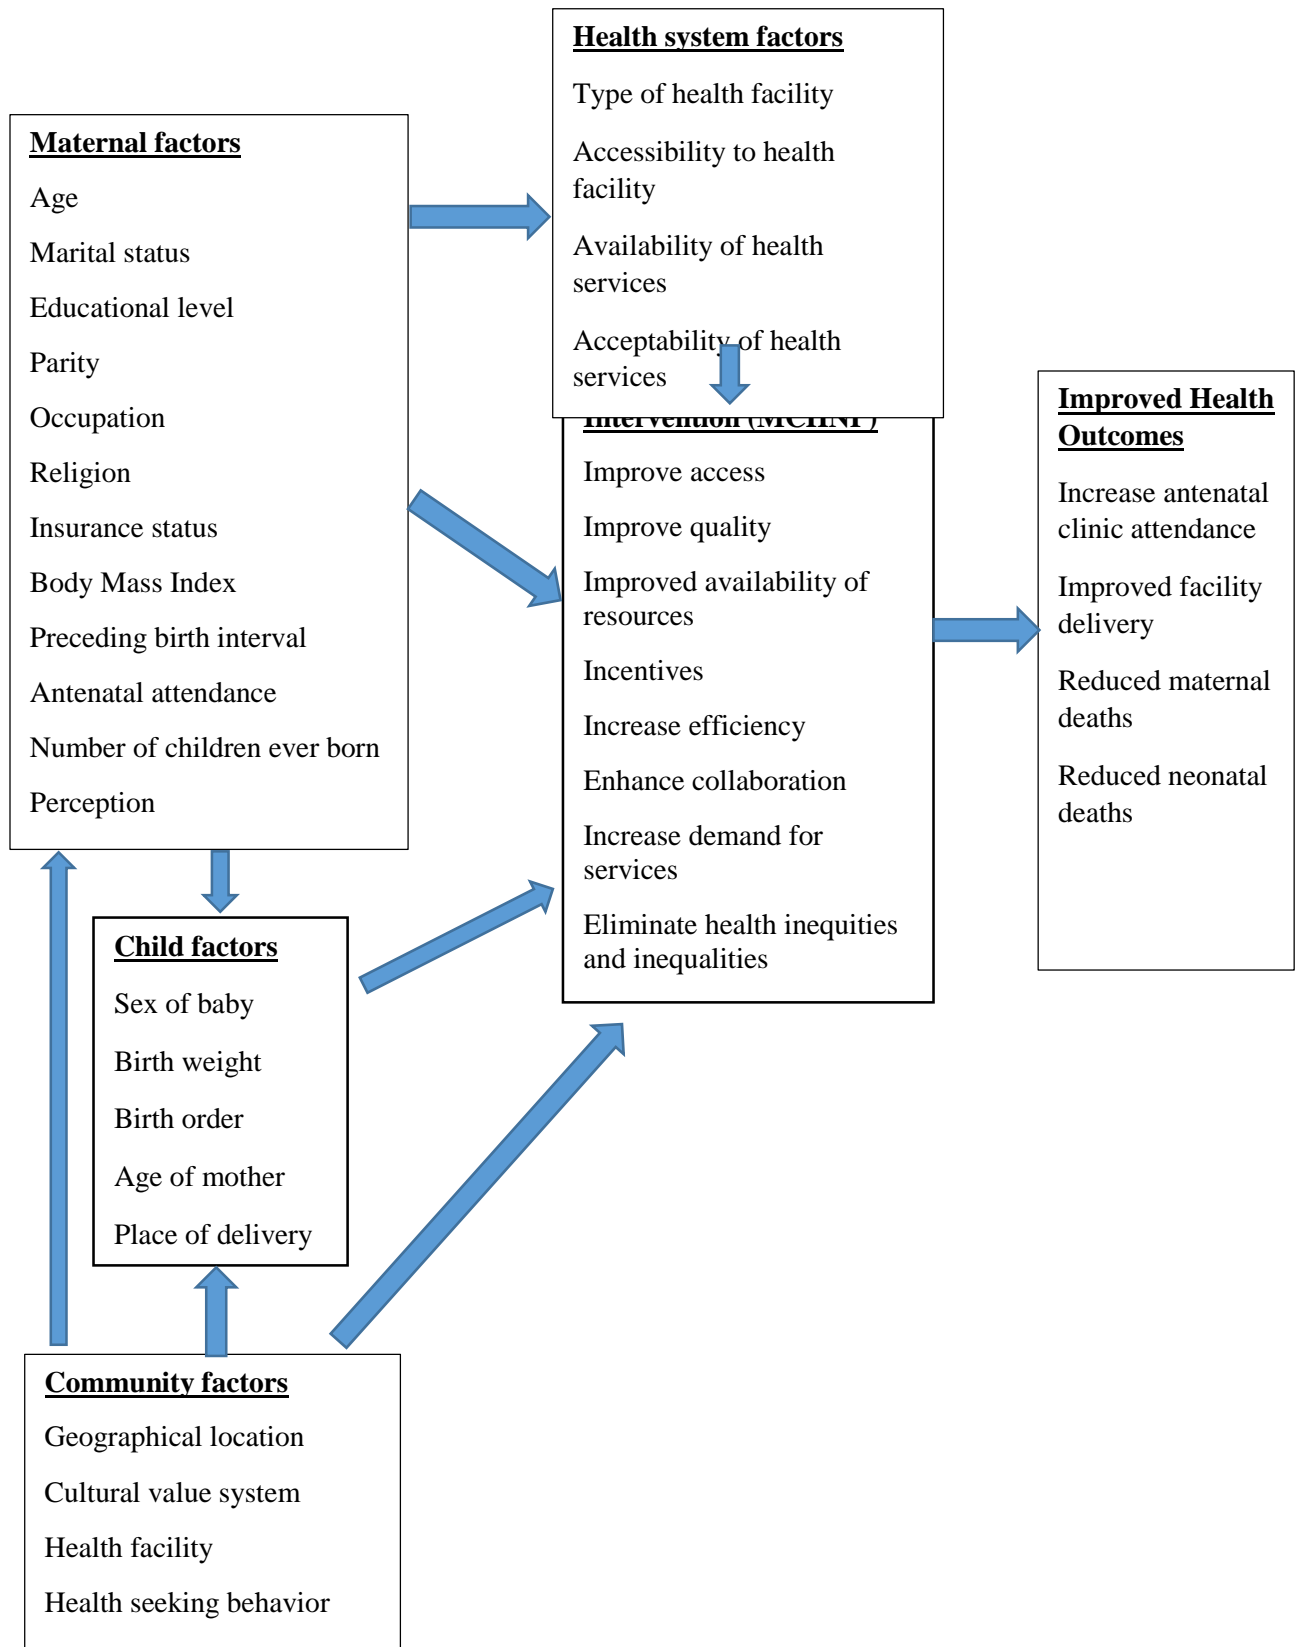 Health system factors
Type of health facility
Accessibility to health
facility
Availability of health
services
Acceptability of health
services
Maternal factors
Age
Marital status
Educational level
Parity
Occupation
Religion
Insurance status
Body Mass Index
Preceding birth interval
Antenatal attendance
Number of children ever born
Perception
Intervention (MCHNP)
Improve access
Improve quality
Improved availability of
resources
Incentives
Increase efficiency
Enhance collaboration
Increase demand for
services
Eliminate health inequities
and inequalities
Improved Health
Outcomes
Increase antenatal
clinic attendance
Improved facility
delivery
Reduced maternal
deaths
Reduced neonatal
deaths
Child factors
Sex of baby
Birth weight
Birth order
Age of mother
Place of delivery
Community factors
Geographical location
Cultural value system
Health facility
Health seeking behavior